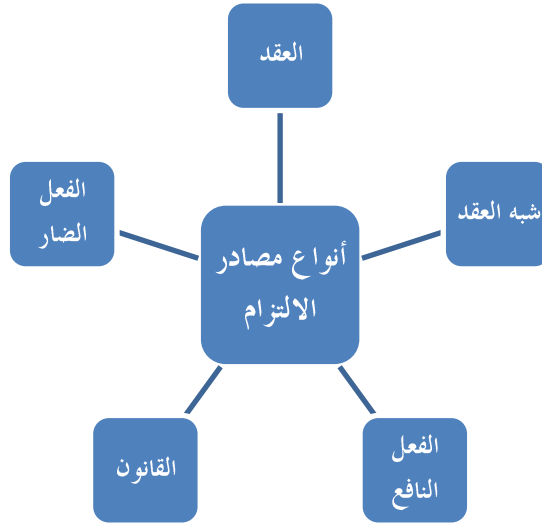 العقد
الفعل
الضار
شبه العقد
أنواع مصادر
الالتزام
القانون
الفعل
النافع